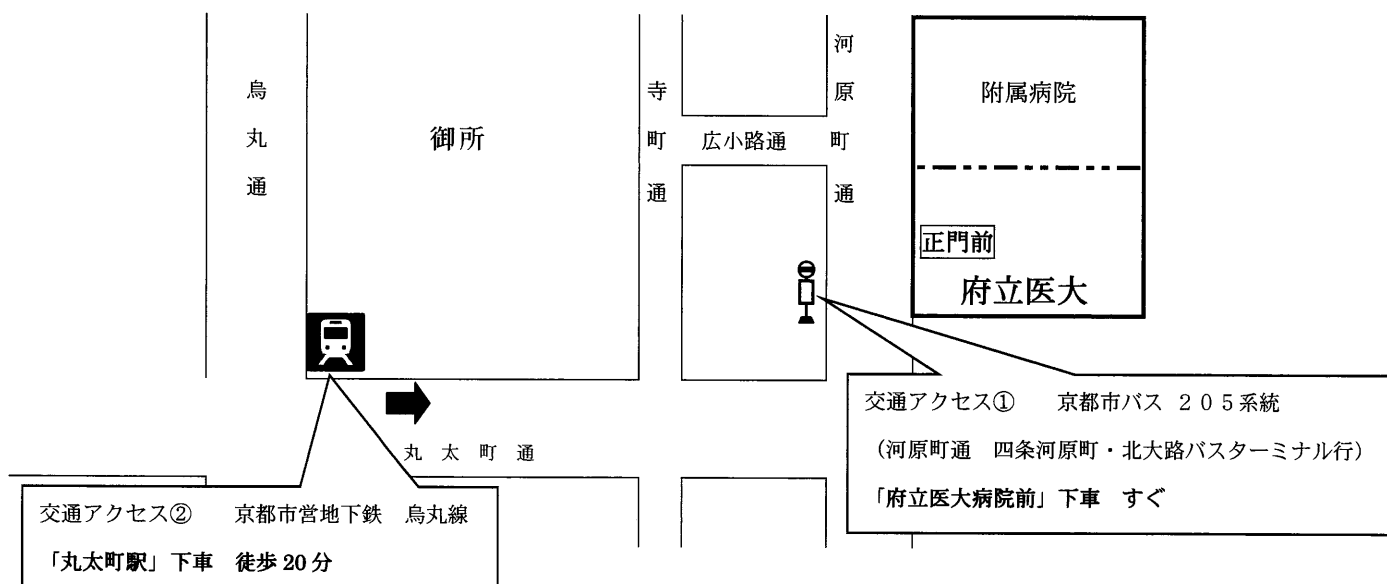 烏丸通
御所
寺町通
広小路通
河原町通
附属病院
正門前
府立医大
丸太町通
交通アクセス① 京都市バス 205系統
(河原町通 四条河原町・北大路バスターミナル行)
「府立医大病院前」下車 すぐ
交通アクセス② 京都市営地下鉄 烏丸線
「丸太町駅」下車 徒歩20分